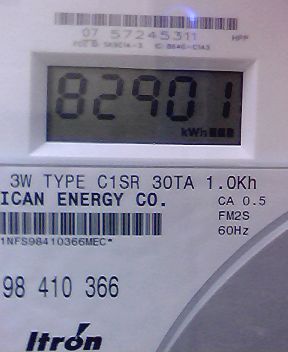 07 57245311
82901
kWh
3W TYPE C1SR 30TA 1.0Kh
ICAN ENERGY CO.
CA 0.5
FM2S
60Hz
1NFS98410366MEC*
98 410 366
Itron